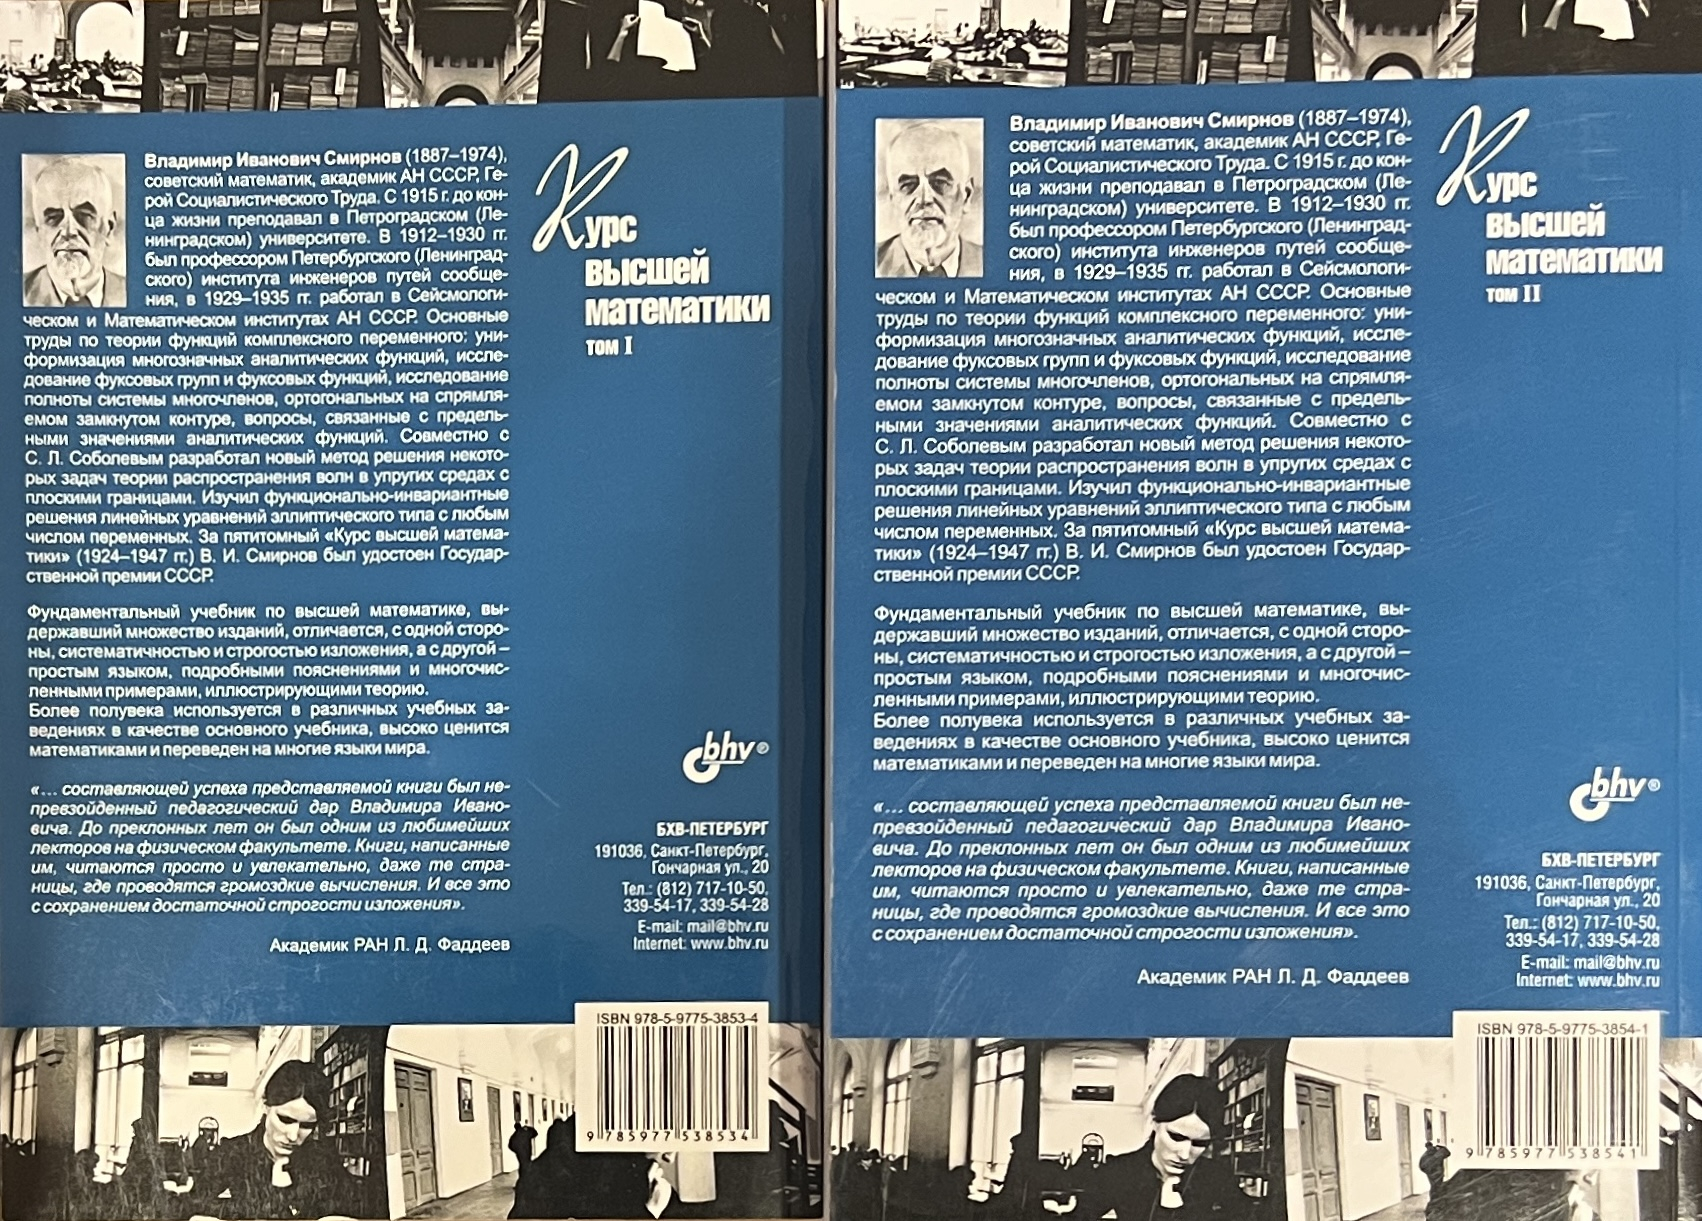 Владимир Иванович Смирнов (1887–1974),
советский математик, академик АН СССР, Ге-
рой Социалистического Труда. С 1915 г. до кон-
ца жизни преподавал в Петроградском (Ле-
нинградском) университете. В 1912–1930 гг.
был профессором Петербургского (Ленинград-
ского) института инженеров путей сообще-
ния, в 1929–1935 гг. работал в Сейсмологи-
ческом и Математическом институтах АН СССР. Основные
труды по теории функций комплексного переменного: уни-
формизация многозначных аналитических функций, иссле-
дование фуксовых групп и фуксовых функций, исследование
полноты системы многочленов, ортогональных на спрямля-
емом замкнутом контуре, вопросы, связанные с предель-
ными значениями аналитических функций. Совместно с
С. Л. Соболевым разработал новый метод решения некото-
рых задач теории распространения волн в упругих средах с
плоскими границами. Изучил функционально-инвариантные
решения линейных уравнений эллиптического типа с любым
числом переменных. За пятитомный «Курс высшей матема-
тики» (1924–1947 гг.) В. И. Смирнов был удостоен Государ-
ственной премии СССР.
Фундаментальный учебник по высшей математике, вы-
державший множество изданий, отличается, с одной сторо-
ны, систематичностью и строгостью изложения, а с другой –
простым языком, подробными пояснениями и многочис-
ленными примерами, иллюстрирующими теорию.
Более полувека используется в различных учебных за-
ведениях в качестве основного учебника, высоко ценится
математиками и переведен на многие языки мира.
«... составляющей успеха представляемой книги был не-
превзойденный педагогический дар Владимира Ивано-
вича. До преклонных лет он был одним из любимейших
лекторов на физическом факультете. Книги, написанные
им, читаются просто и увлекательно, даже те стра-
ницы, где проводятся громоздкие вычисления. И все это
с сохранением достаточной строгости изложения».
Академик РАН Л. Д. Фаддеев
Курс
высшей
математики
том I
bhv®
БХВ-ПЕТЕРБУРГ
191036, Санкт-Петербург,
Гончарная ул., 20
Тел.: (812) 717-10-50,
339-54-17, 339-54-28
E-mail: mail@bhv.ru
Internet: www.bhv.ru
ISBN 978-5-9775-3853-4
9 785977 538534
Владимир Иванович Смирнов (1887–1974),
советский математик, академик АН СССР, Ге-
рой Социалистического Труда. С 1915 г. до кон-
ца жизни преподавал в Петроградском (Ле-
нинградском) университете. В 1912–1930 гг.
был профессором Петербургского (Ленинград-
ского) института инженеров путей сообще-
ния, в 1929–1935 гг. работал в Сейсмологи-
ческом и Математическом институтах АН СССР. Основные
труды по теории функций комплексного переменного: уни-
формизация многозначных аналитических функций, иссле-
дование фуксовых групп и фуксовых функций, исследование
полноты системы многочленов, ортогональных на спрямля-
емом замкнутом контуре, вопросы, связанные с предель-
ными значениями аналитических функций. Совместно с
С. Л. Соболевым разработал новый метод решения некото-
рых задач теории распространения волн в упругих средах с
плоскими границами. Изучил функционально-инвариантные
решения линейных уравнений эллиптического типа с любым
числом переменных. За пятитомный «Курс высшей матема-
тики» (1924–1947 гг.) В. И. Смирнов был удостоен Государ-
ственной премии СССР.
Фундаментальный учебник по высшей математике, вы-
державший множество изданий, отличается, с одной сторо-
ны, систематичностью и строгостью изложения, а с другой –
простым языком, подробными пояснениями и многочис-
ленными примерами, иллюстрирующими теорию.
Более полувека используется в различных учебных за-
ведениях в качестве основного учебника, высоко ценится
математиками и переведен на многие языки мира.
«... составляющей успеха представляемой книги был не-
превзойденный педагогический дар Владимира Ивано-
вича. До преклонных лет он был одним из любимейших
лекторов на физическом факультете. Книги, написанные
им, читаются просто и увлекательно, даже те стра-
ницы, где проводятся громоздкие вычисления. И все это
с сохранением достаточной строгости изложения».
Академик РАН Л. Д. Фаддеев
Курс
высшей
математики
том II
bhv®
БХВ-ПЕТЕРБУРГ
191036, Санкт-Петербург,
Гончарная ул., 20
Тел.: (812) 717-10-50,
339-54-17, 339-54-28
E-mail: mail@bhv.ru
Internet: www.bhv.ru
ISBN 978-5-9775-3854-1
9 785977 538541